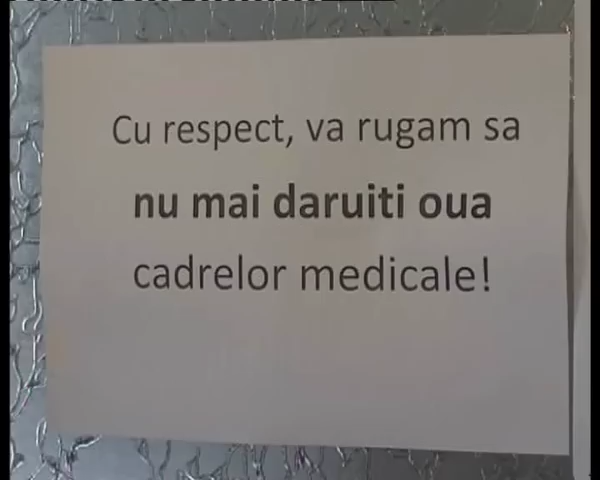 Cu respect, va rugam sa
nu mai daruiti oua
cadrelor medicale!